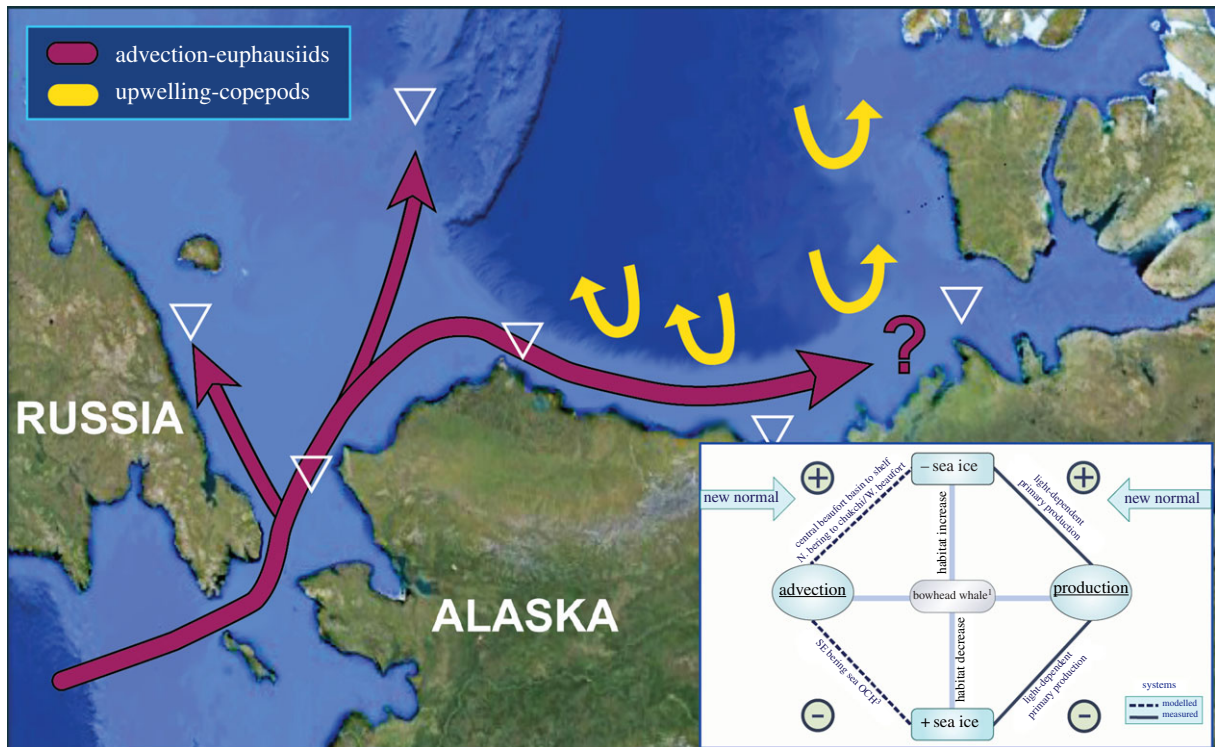 advection-euphausiids
upwelling-copepods
RUSSIA
ALASKA
?
new normal
+
– sea ice
+
new normal
central beaufort basin to shelf
N. bering to chukchi/W. beaufort
habitat increase
light-dependent
primary production
advection
bowhead whale¹
production
SE bering sea OCH³
habitat decrease
light-dependent
primary production
–
+ sea ice
–
systems
modelled
measured